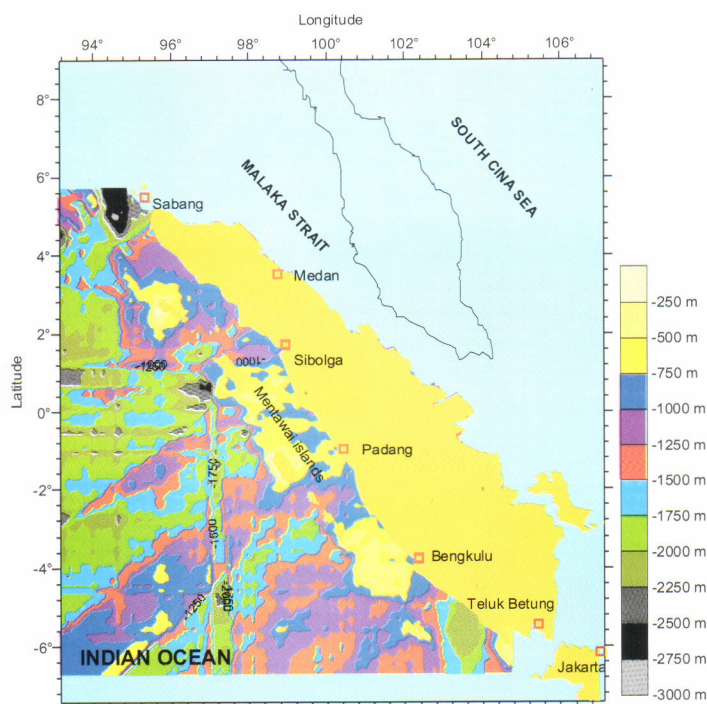 Longitude
94° 96° 98° 100° 102° 104° 106°
8°
6°
4°
2°
0°
-2°
-4°
-6°
Latitude
SOUTH CINA SEA
MALAKA STRAIT
Sabang
Medan
Sibolga
-1250
-1000
Mentawai islands
Padang
-1750
-1600
Bengkulu
-1250
Teluk Betung
INDIAN OCEAN
Jakarta
-250 m
-500 m
-750 m
-1000 m
-1250 m
-1500 m
-1750 m
-2000 m
-2250 m
-2500 m
-2750 m
-3000 m